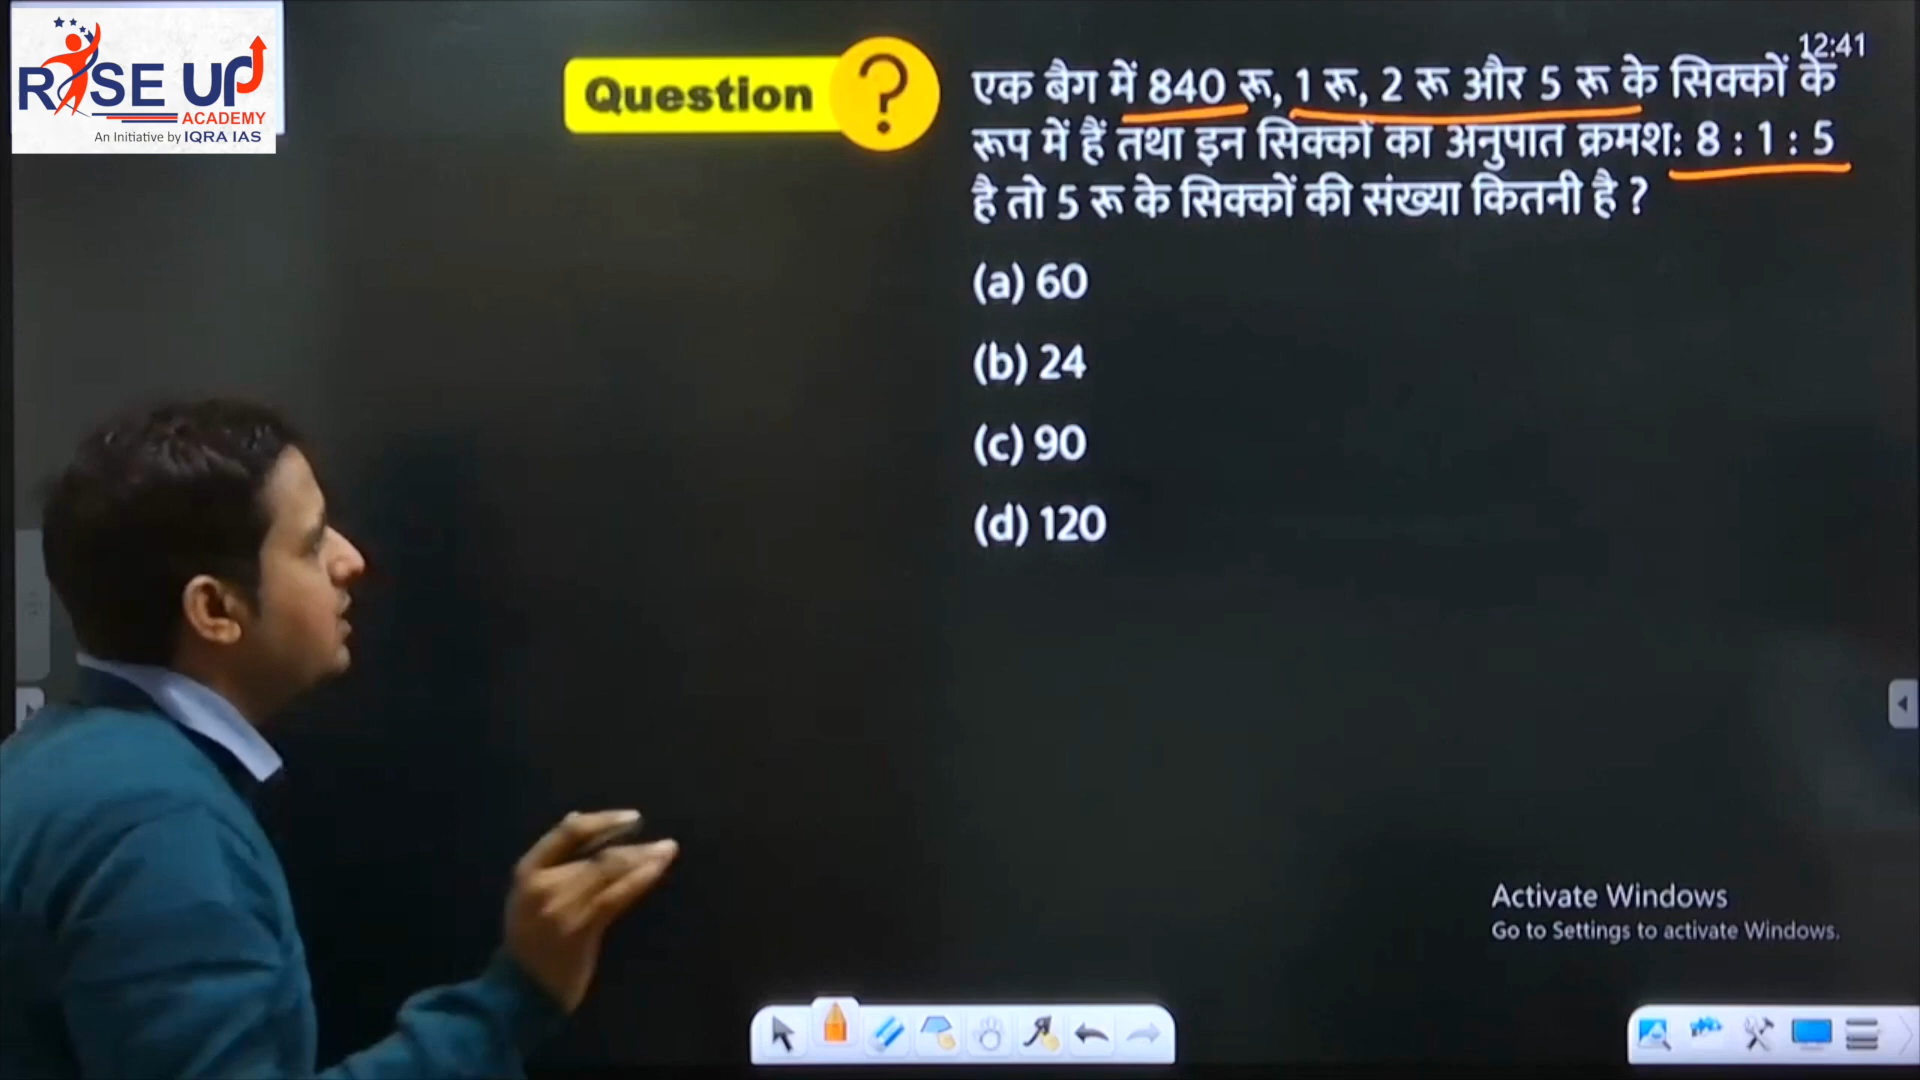 RISE UP
ACADEMY
An Initiative by IQRA IAS
Question ?
12:41
एक बैग में 840 रू, 1 रू, 2 रू और 5 रू के सिक्कों के
रूप में हैं तथा इन सिक्कों का अनुपात क्रमश: 8 : 1 : 5
है तो 5 रू के सिक्कों की संख्या कितनी है ?
(a) 60
(b) 24
(c) 90
(d) 120
Activate Windows
Go to Settings to activate Windows.